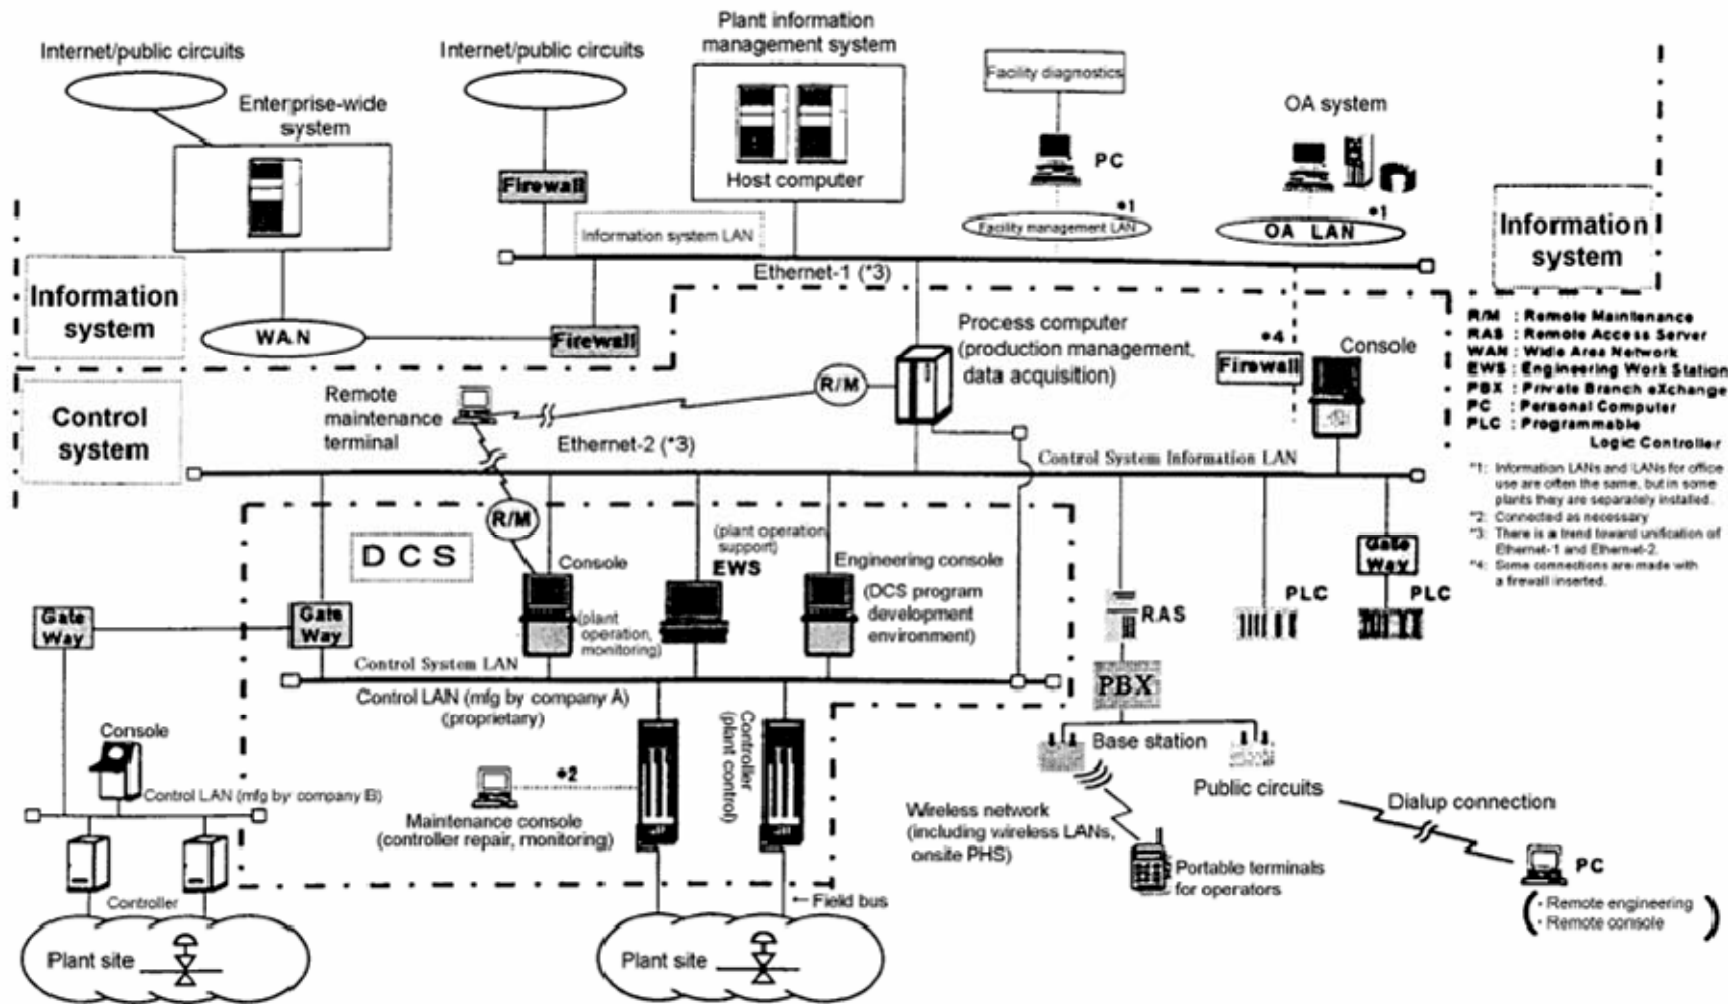 Plant information
management system
Internet/public circuits
Internet/public circuits
Enterprise-wide
system
Host computer
Facility diagnostics
PC
*1
Facility management LAN
OA system
*1
OA LAN
Information
system
Firewall
Information system LAN
Ethernet-1 (*3)
Information
system
WAN
Firewall
Process computer
(production management,
data acquisition)
*4
Firewall
Console
R/M : Remote Maintenance
RAS : Remote Access Server
WAN : Wide Area Network
EWS : Engineering Work Station
PBX : Private Branch eXchange
PC : Personal Computer
PLC : Programmable
Logic Controller
*1: Information LANs and LANs for office
use are often the same, but in some
plants they are separately installed.
*2: Connected as necessary
*3: There is a trend toward unification of
Ethernet-1 and Ethernet-2.
*4: Some connections are made with
a firewall inserted.
Control
system
Remote
maintenance
terminal
R/M
Ethernet-2 (*3)
Control System Information LAN
R/M
DCS
Console
(plant
operation,
monitoring)
(plant operation
support)
EWS
Engineering console
(DCS program
development
environment)
Gate
Way
Gate
Way
RAS
PLC
Gate
Way
PLC
Control System LAN
Control LAN (mfg by company A)
(proprietary)
PBX
Console
Control LAN (mfg by company B)
*2
Maintenance console
(controller repair, monitoring)
Controller
(plant control)
Base station
Public circuits
Wireless network
(including wireless LANs,
onsite PHS)
Dialup connection
Portable terminals
for operators
PC
- Remote engineering
- Remote console
Controller
← Field bus
Plant site
Plant site